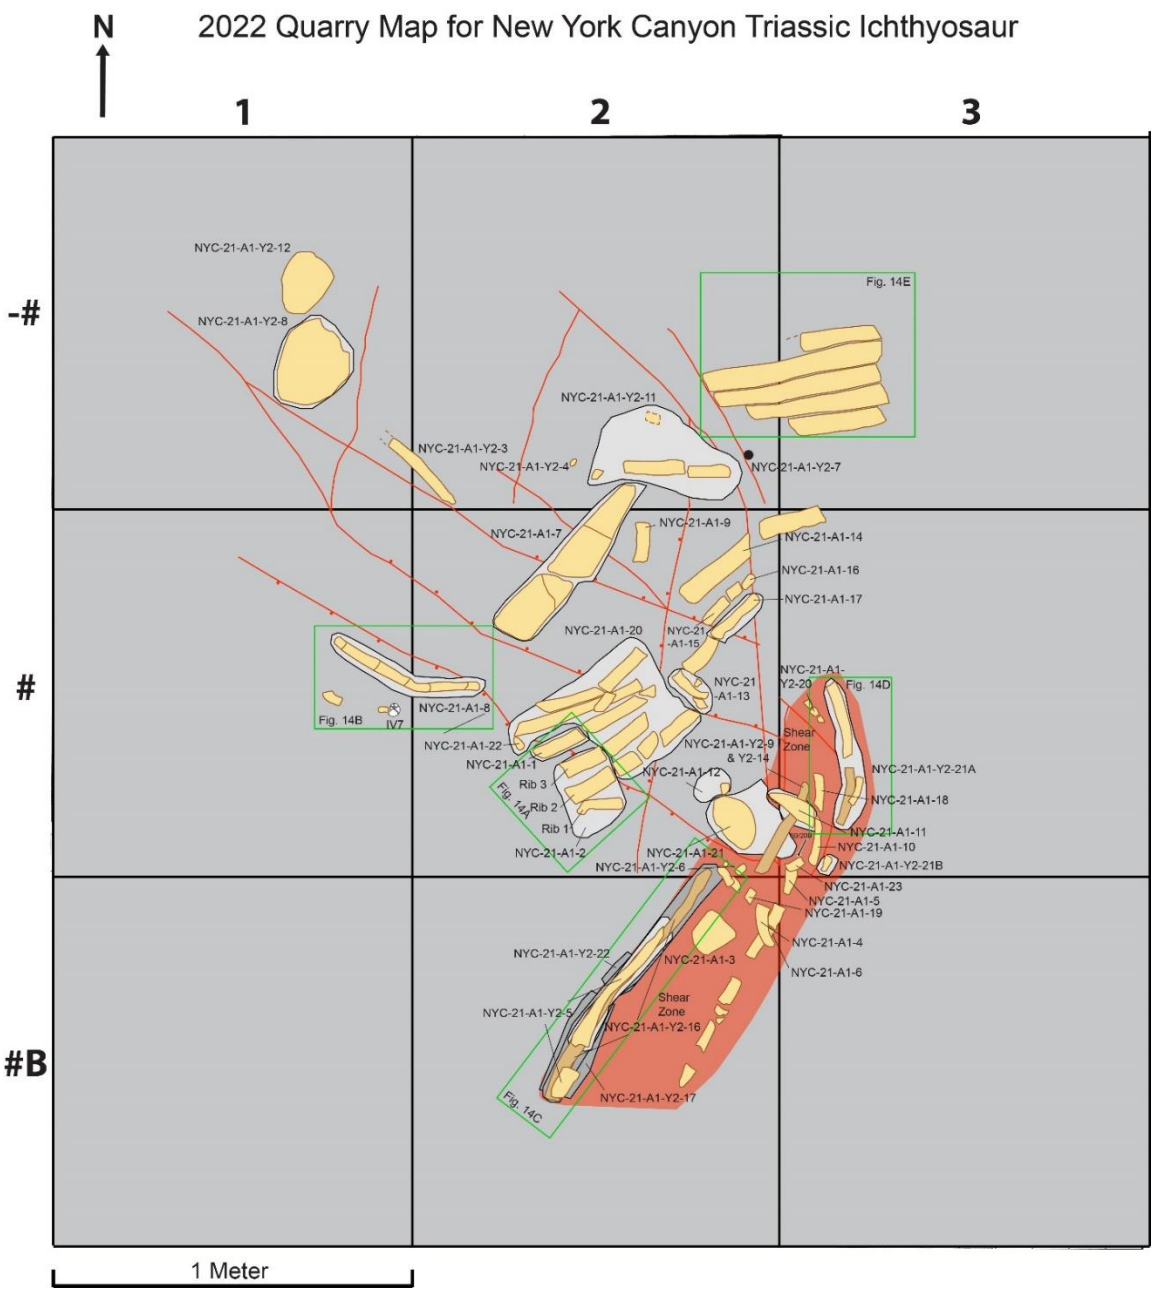 2022 Quarry Map for New York Canyon Triassic Ichthyosaur
N
1
2
3
-#
#
#B
NYC-21-A1-Y2-12
NYC-21-A1-Y2-8
Fig. 14E
NYC-21-A1-Y2-11
NYC-21-A1-Y2-3
NYC-21-A1-Y2-4
NYC-21-A1-Y2-7
NYC-21-A1-9
NYC-21-A1-7
NYC-21-A1-14
NYC-21-A1-16
NYC-21-A1-17
NYC-21-A1-20
NYC-21
-A1-15
NYC-21-A1-
Y2-20
NYC-21
-A1-13
Fig. 14D
Fig. 14B
IV7
NYC-21-A1-8
Shear
Zone
NYC-21-A1-22
NYC-21-A1-Y2-9
& Y2-14
NYC-21-A1-1
NYC-21-A1-12
NYC-21-A1-Y2-21A
Rib 3
Fig. 14A
NYC-21-A1-18
Rib 2
Rib 1
NYC-21-A1-11
NYC-21-A1-10
NYC-21-A1-2
NYC-21-A1-21
NYC-21-A1-Y2-6
NYC-21-A1-Y2-21B
NYC-21-A1-23
NYC-21-A1-5
NYC-21-A1-19
NYC-21-A1-4
NYC-21-A1-Y2-22
NYC-21-A1-3
NYC-21-A1-6
Shear
Zone
NYC-21-A1-Y2-5
NYC-21-A1-Y2-16
NYC-21-A1-Y2-17
Fig. 14C
1 Meter